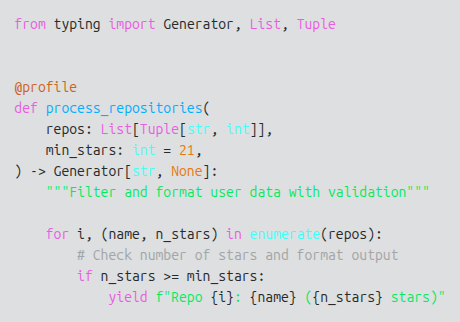 from typing import Generator, List, Tuple
@profile
def process_repositories(
    repos: List[Tuple[str, int]],
    min_stars: int = 21,
) -> Generator[str, None]:
    """Filter and format user data with validation"""
    for i, (name, n_stars) in enumerate(repos):
        # Check number of stars and format output
        if n_stars >= min_stars:
            yield f"Repo {i}: {name} ({n_stars} stars)"